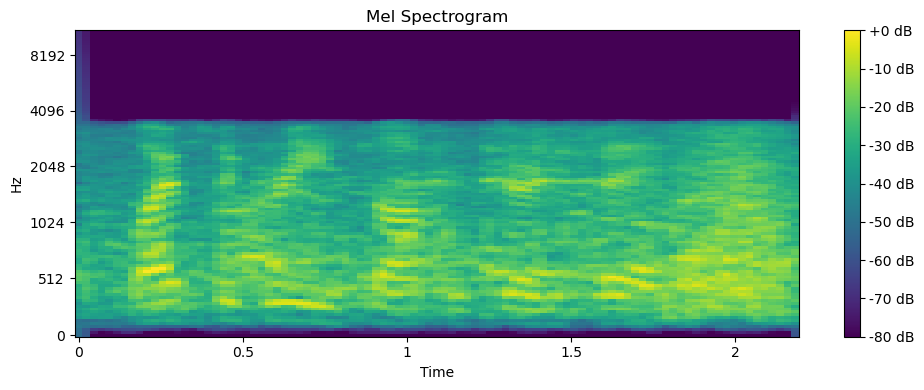 Mel Spectrogram
8192
4096
2048
1024
512
0
Hz
0
0.5
1
1.5
2
Time
+0 dB
-10 dB
-20 dB
-30 dB
-40 dB
-50 dB
-60 dB
-70 dB
-80 dB